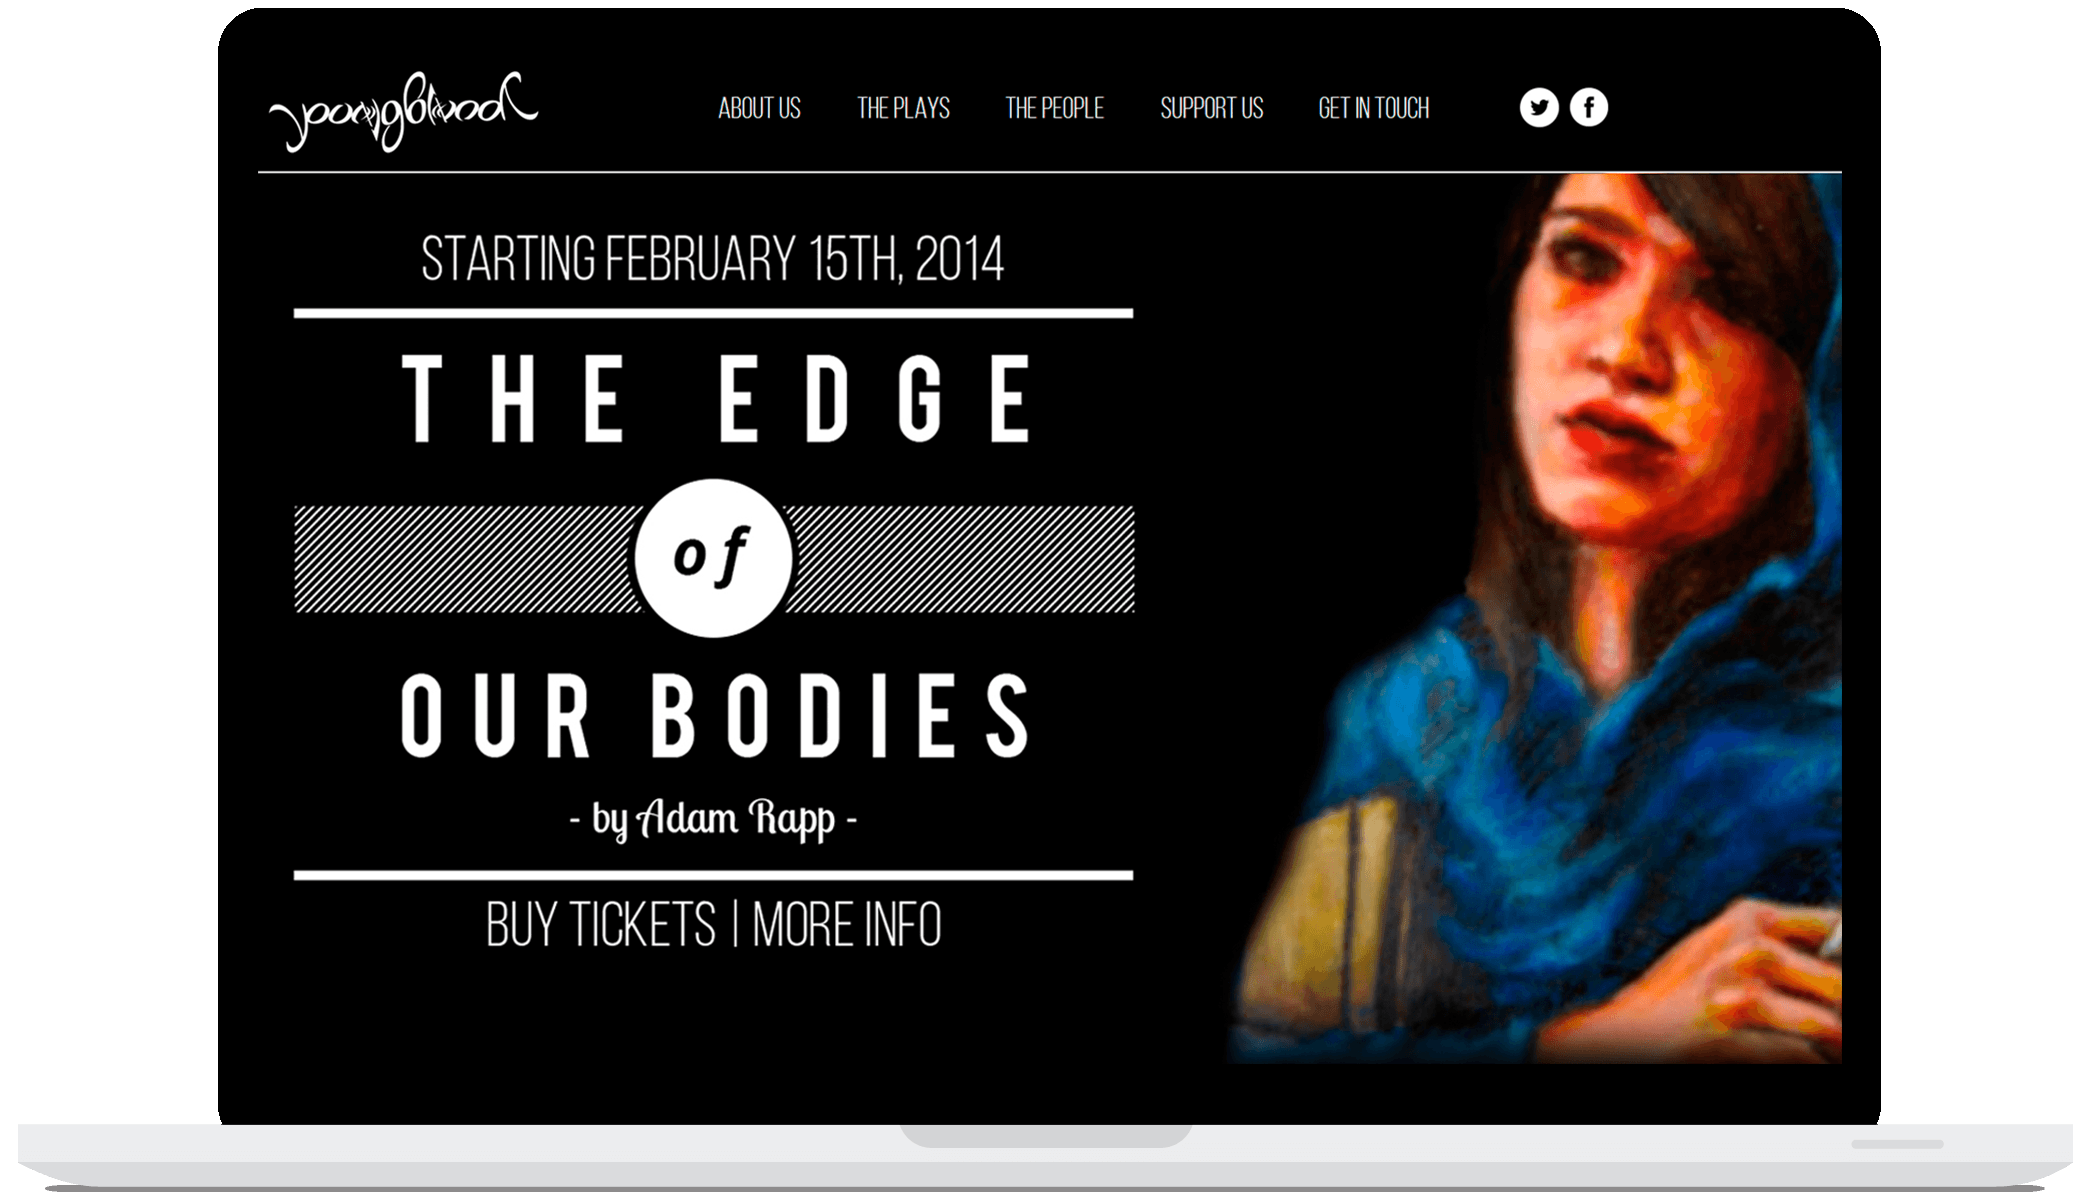 youngblood
ABOUT US THE PLAYS THE PEOPLE SUPPORT US GET IN TOUCH
STARTING FEBRUARY 15TH, 2014
THE EDGE
of
OUR BODIES
- by Adam Rapp -
BUY TICKETS | MORE INFO